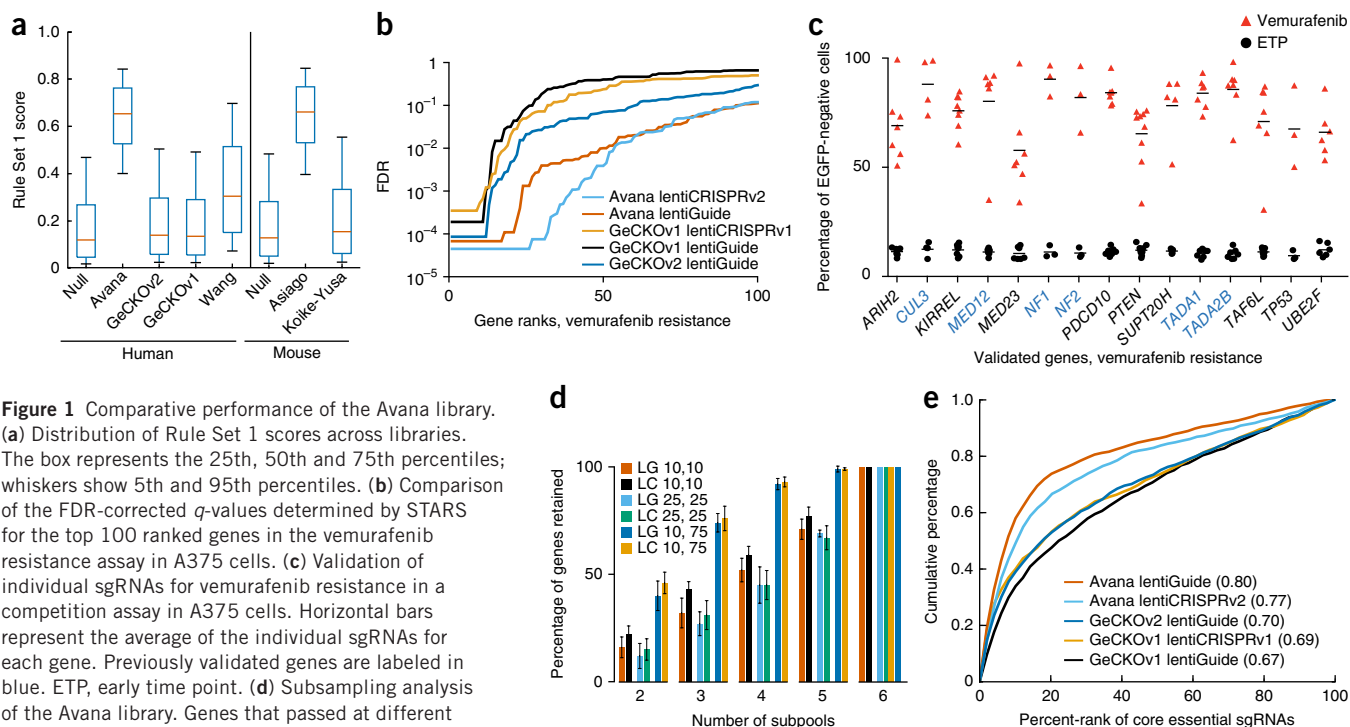 a
Rule Set 1 score
1.0
0.8
0.6
0.4
0.2
0
Null
Avana
GeCKOv2
GeCKOv1
Wang
Null
Asiago
Koike-Yusa
Human
Mouse
b
FDR
1
10⁻¹
10⁻²
10⁻³
10⁻⁴
10⁻⁵
Avana lentiCRISPRv2
Avana lentiGuide
GeCKOv1 lentiCRISPRv1
GeCKOv1 lentiGuide
GeCKOv2 lentiGuide
0
50
100
Gene ranks, vemurafenib resistance
c
Vemurafenib
ETP
Percentage of EGFP-negative cells
100
50
0
ARIH2
CUL3
KIRREL
MED12
MED23
NF1
NF2
PDCD10
PTEN
SUPT20H
TADA1
TADA2B
TAF6L
TP53
UBE2F
Validated genes, vemurafenib resistance
Figure 1 Comparative performance of the Avana library.
(a) Distribution of Rule Set 1 scores across libraries.
The box represents the 25th, 50th and 75th percentiles;
whiskers show 5th and 95th percentiles. (b) Comparison
of the FDR-corrected q-values determined by STARS
for the top 100 ranked genes in the vemurafenib
resistance assay in A375 cells. (c) Validation of
individual sgRNAs for vemurafenib resistance in a
competition assay in A375 cells. Horizontal bars
represent the average of the individual sgRNAs for
each gene. Previously validated genes are labeled in
blue. ETP, early time point. (d) Subsampling analysis
of the Avana library. Genes that passed at different
d
Percentage of genes retained
100
50
0
LG 10,10
LC 10,10
LG 25, 25
LC 25, 25
LG 10, 75
LC 10, 75
2
3
4
5
6
Number of subpools
e
Cumulative percentage
1.0
0.8
0.6
0.4
0.2
0
Avana lentiGuide (0.80)
Avana lentiCRISPRv2 (0.77)
GeCKOv2 lentiGuide (0.70)
GeCKOv1 lentiCRISPRv1 (0.69)
GeCKOv1 lentiGuide (0.67)
0
20
40
60
80
100
Percent-rank of core essential sgRNAs